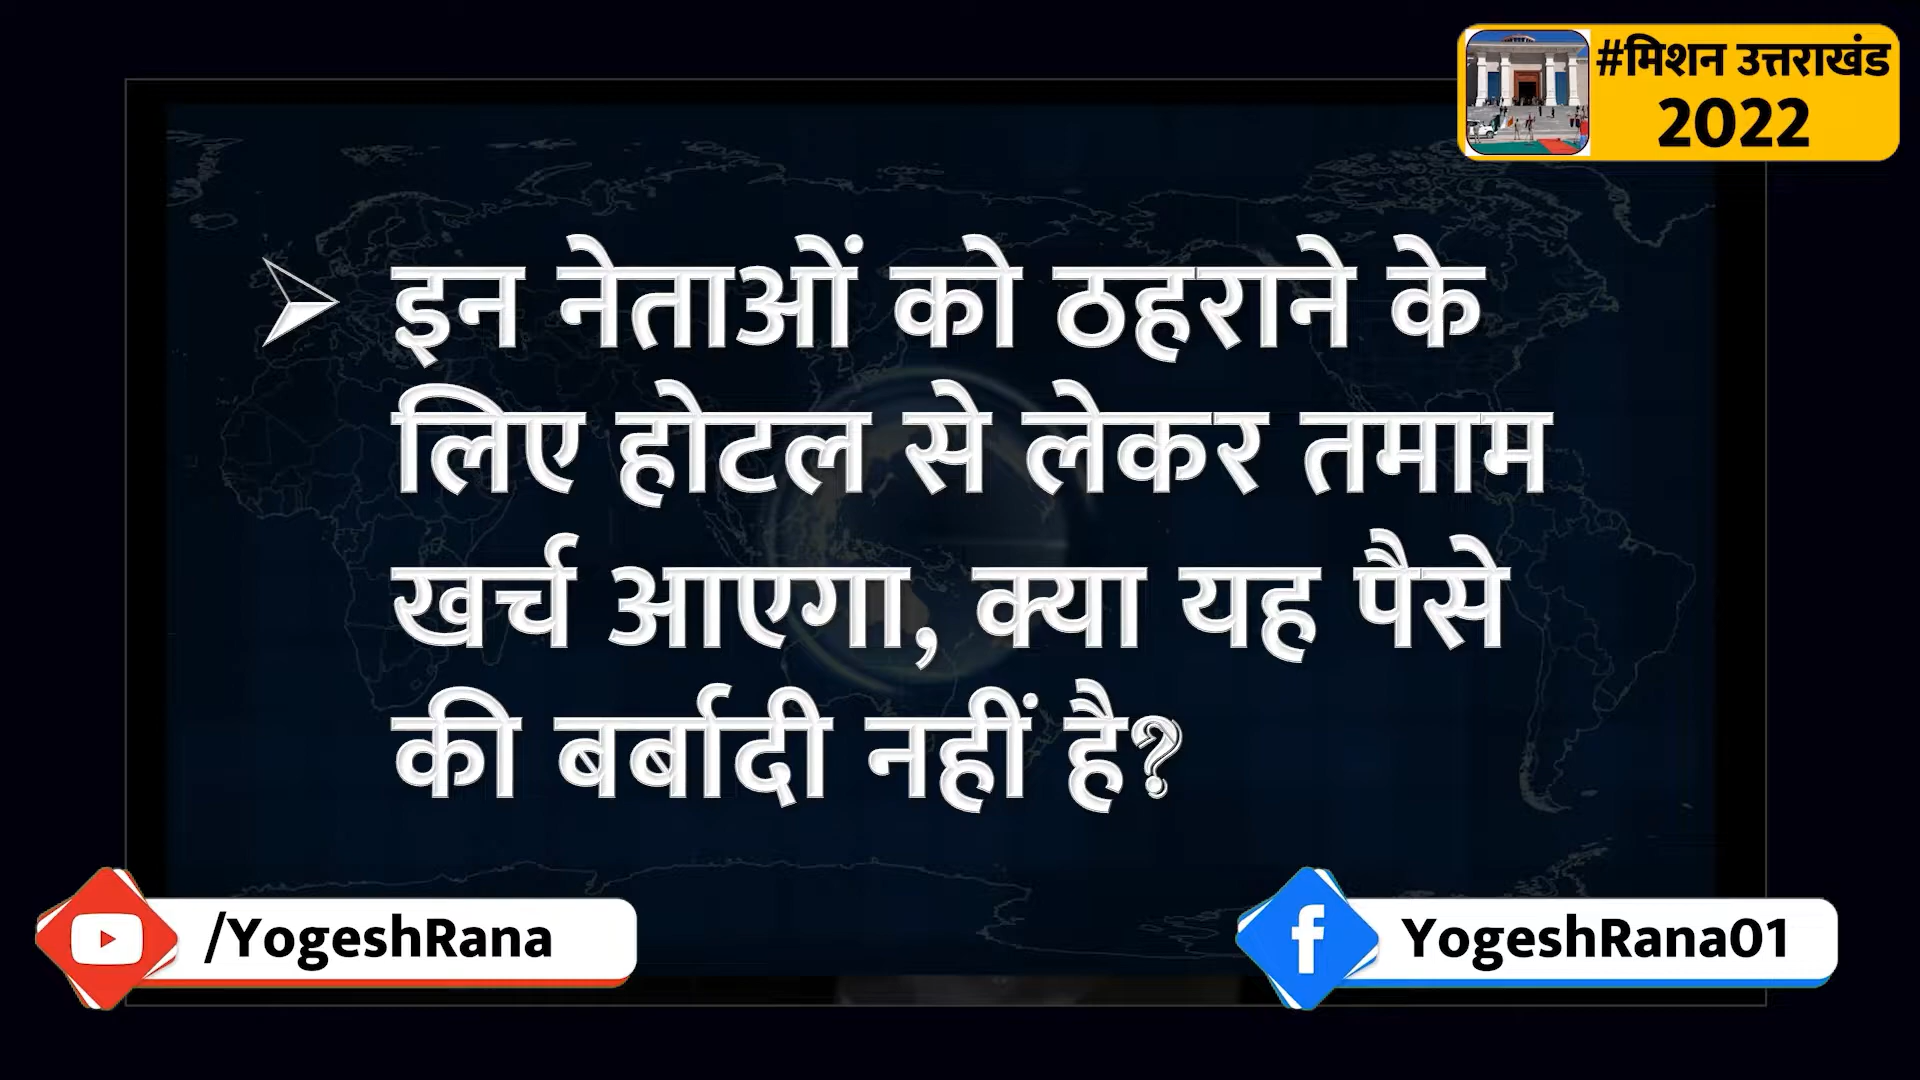 #मिशन उत्तराखंड
2022
इन नेताओं को ठहराने के
लिए होटल से लेकर तमाम
खर्च आएगा, क्या यह पैसे
की बर्बादी नहीं है?
/YogeshRana
YogeshRana01